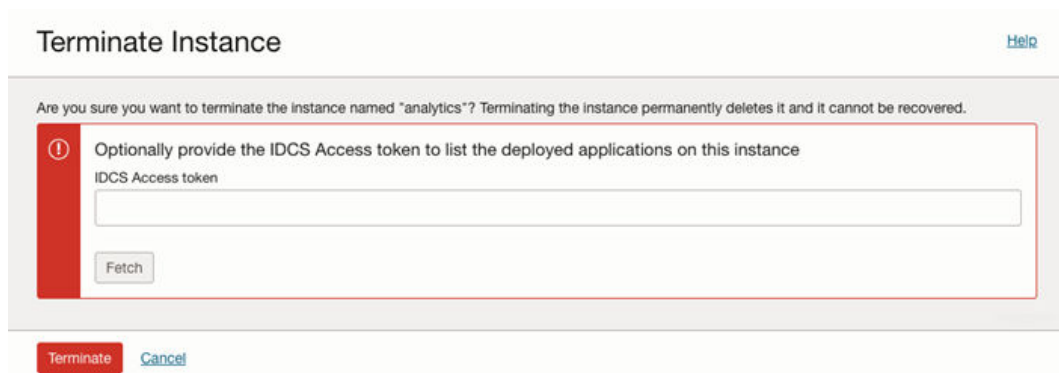 Terminate Instance
Help
Are you sure you want to terminate the instance named "analytics"? Terminating the instance permanently deletes it and it cannot be recovered.
Optionally provide the IDCS Access token to list the deployed applications on this instance
IDCS Access token
Fetch
Terminate Cancel